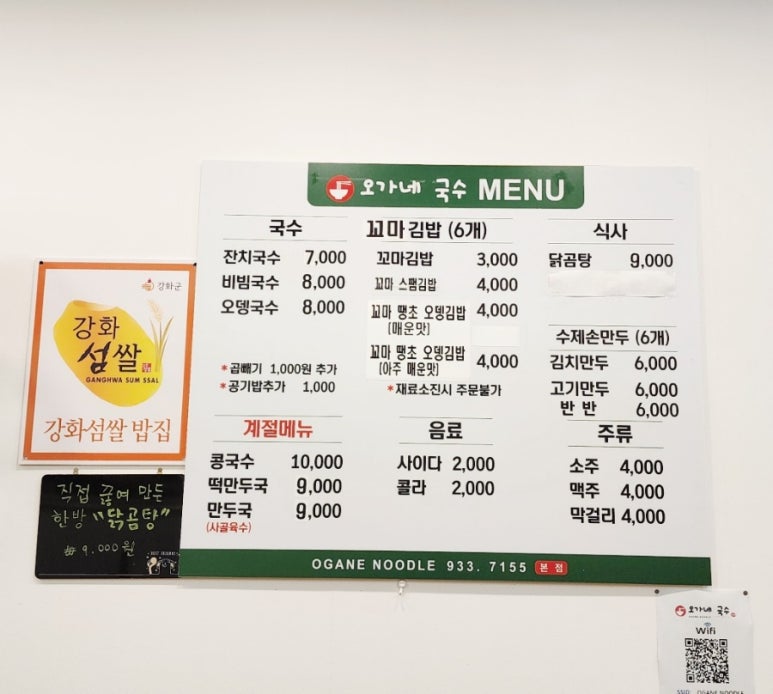 오가네 국수 MENU
국수
잔치국수 7,000
비빔국수 8,000
오뎅국수 8,000
*곱빼기 1,000원 추가
*공기밥추가 1,000
꼬마김밥 (6개)
꼬마김밥 3,000
꼬마 스팸김밥 4,000
꼬마 땡초 오뎅김밥 4,000
[매운맛]
꼬마 땡초 오뎅김밥 4,000
(아주 매운맛)
*재료소진시 주문불가
식사
닭곰탕 9,000
수제손만두 (6개)
김치만두 6,000
고기만두 6,000
반 반 6,000
계절메뉴
콩국수 10,000
떡만두국 9,000
만두국 9,000
(사골육수)
음료
사이다 2,000
콜라 2,000
주류
소주 4,000
맥주 4,000
막걸리 4,000
OGANE NOODLE 933. 7155 본점
강화군
강화
섬쌀
GANGHWA SUM SSAL
강화섬쌀 밥집
직접 끓여 만든
한방 "닭곰탕"
₩ 9.000원
오가네 국수
Wifi
SSID OGANE NOODLE